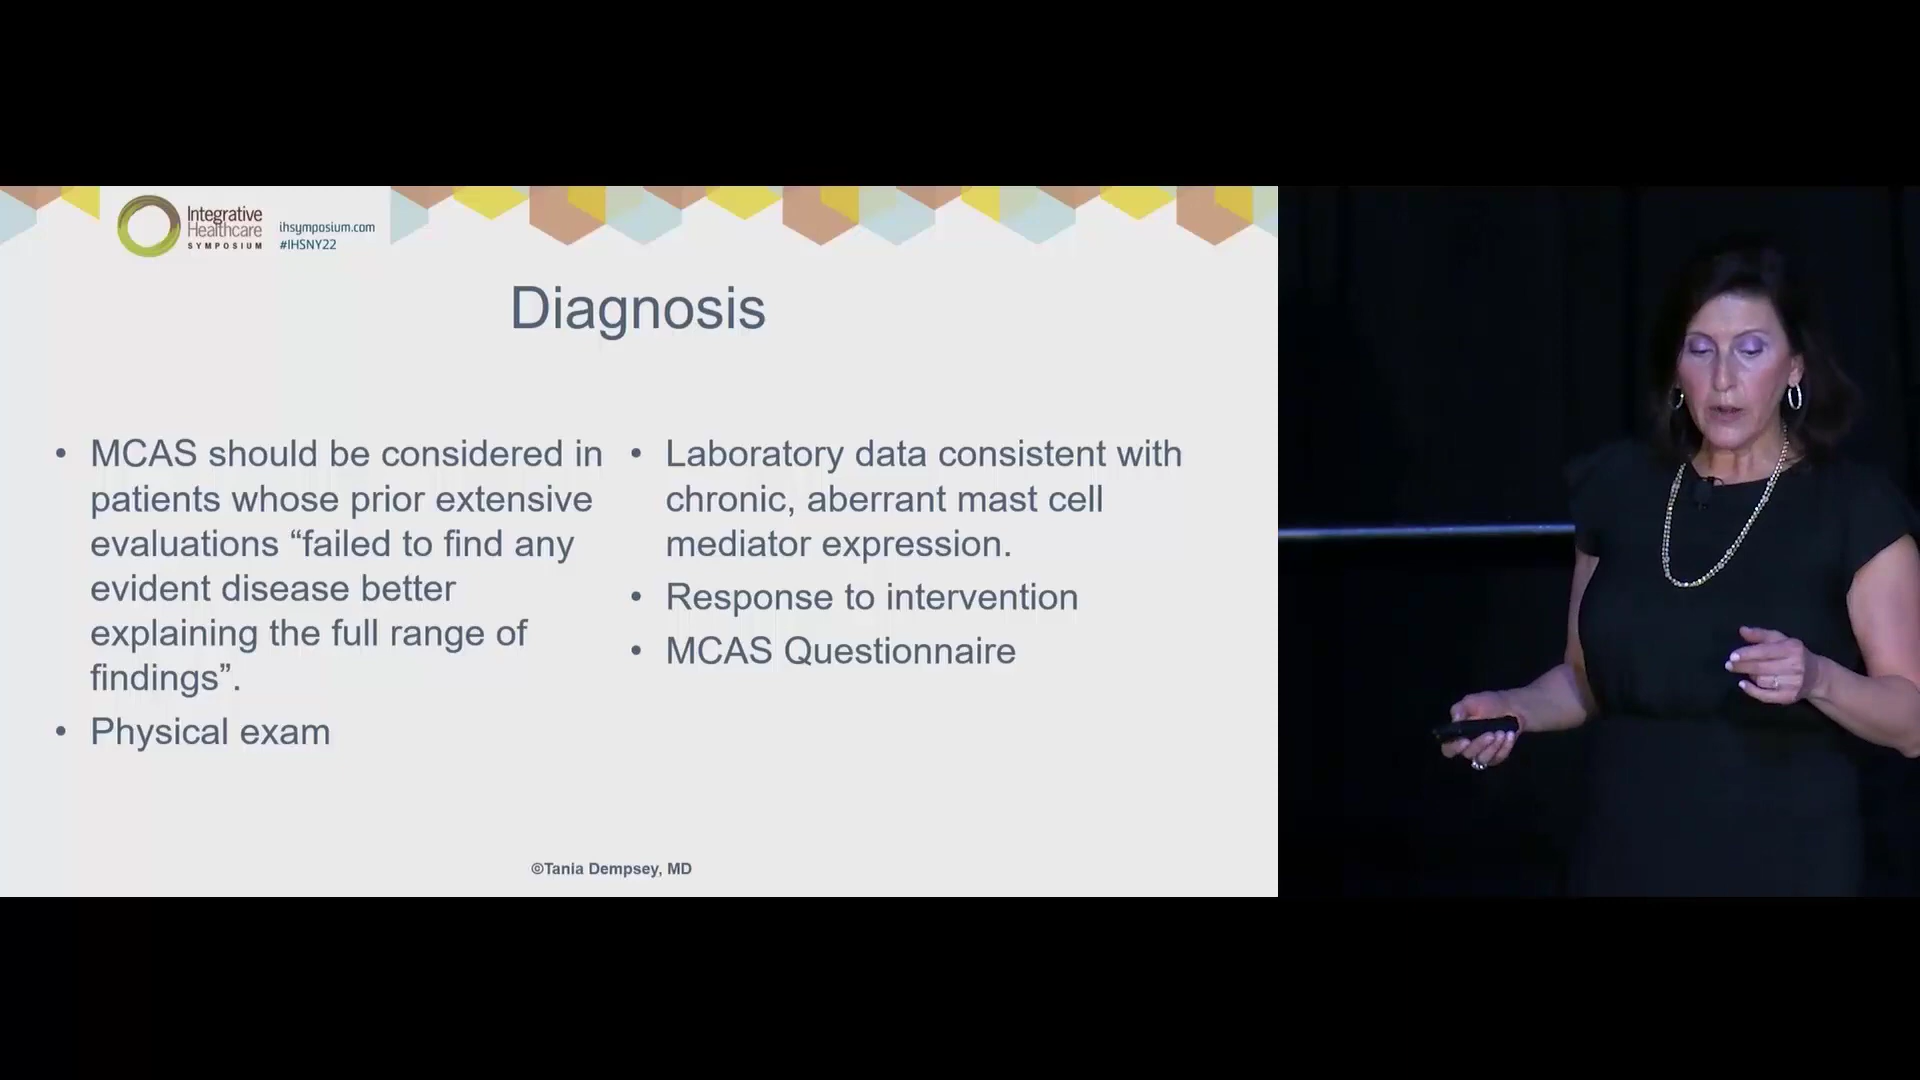 Integrative
Healthcare
SYMPOSIUM
ihsymposium.com
#IHSNY22
Diagnosis
• MCAS should be considered in
patients whose prior extensive
evaluations “failed to find any
evident disease better
explaining the full range of
findings”.
• Physical exam
• Laboratory data consistent with
chronic, aberrant mast cell
mediator expression.
• Response to intervention
• MCAS Questionnaire
©Tania Dempsey, MD